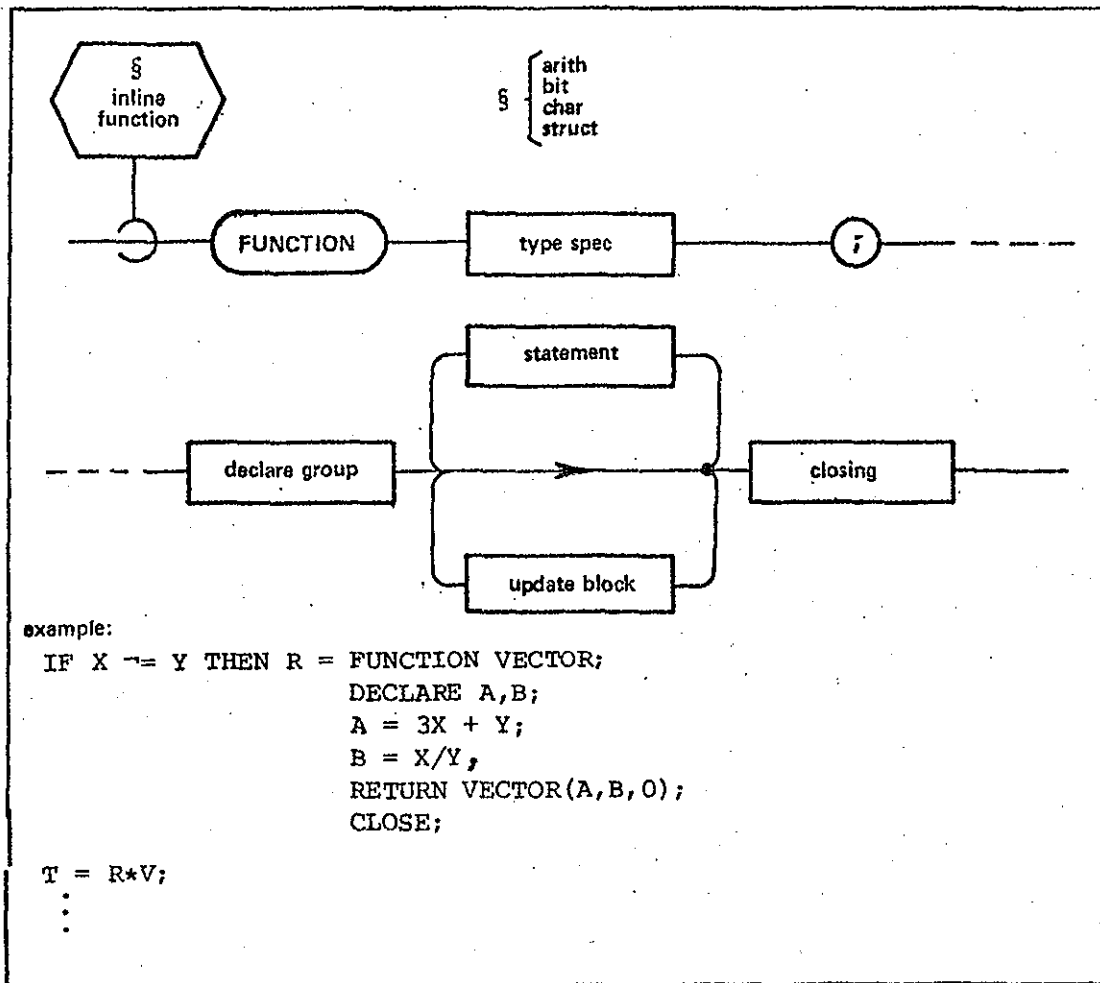 §
inline
function
§ { arith
bit
char
struct
FUNCTION
type spec
;
statement
declare group
closing
update block
example:
IF X ¬= Y THEN R = FUNCTION VECTOR;
DECLARE A,B;
A = 3X + Y;
B = X/Y,
RETURN VECTOR(A,B,0);
CLOSE;
T = R*V;